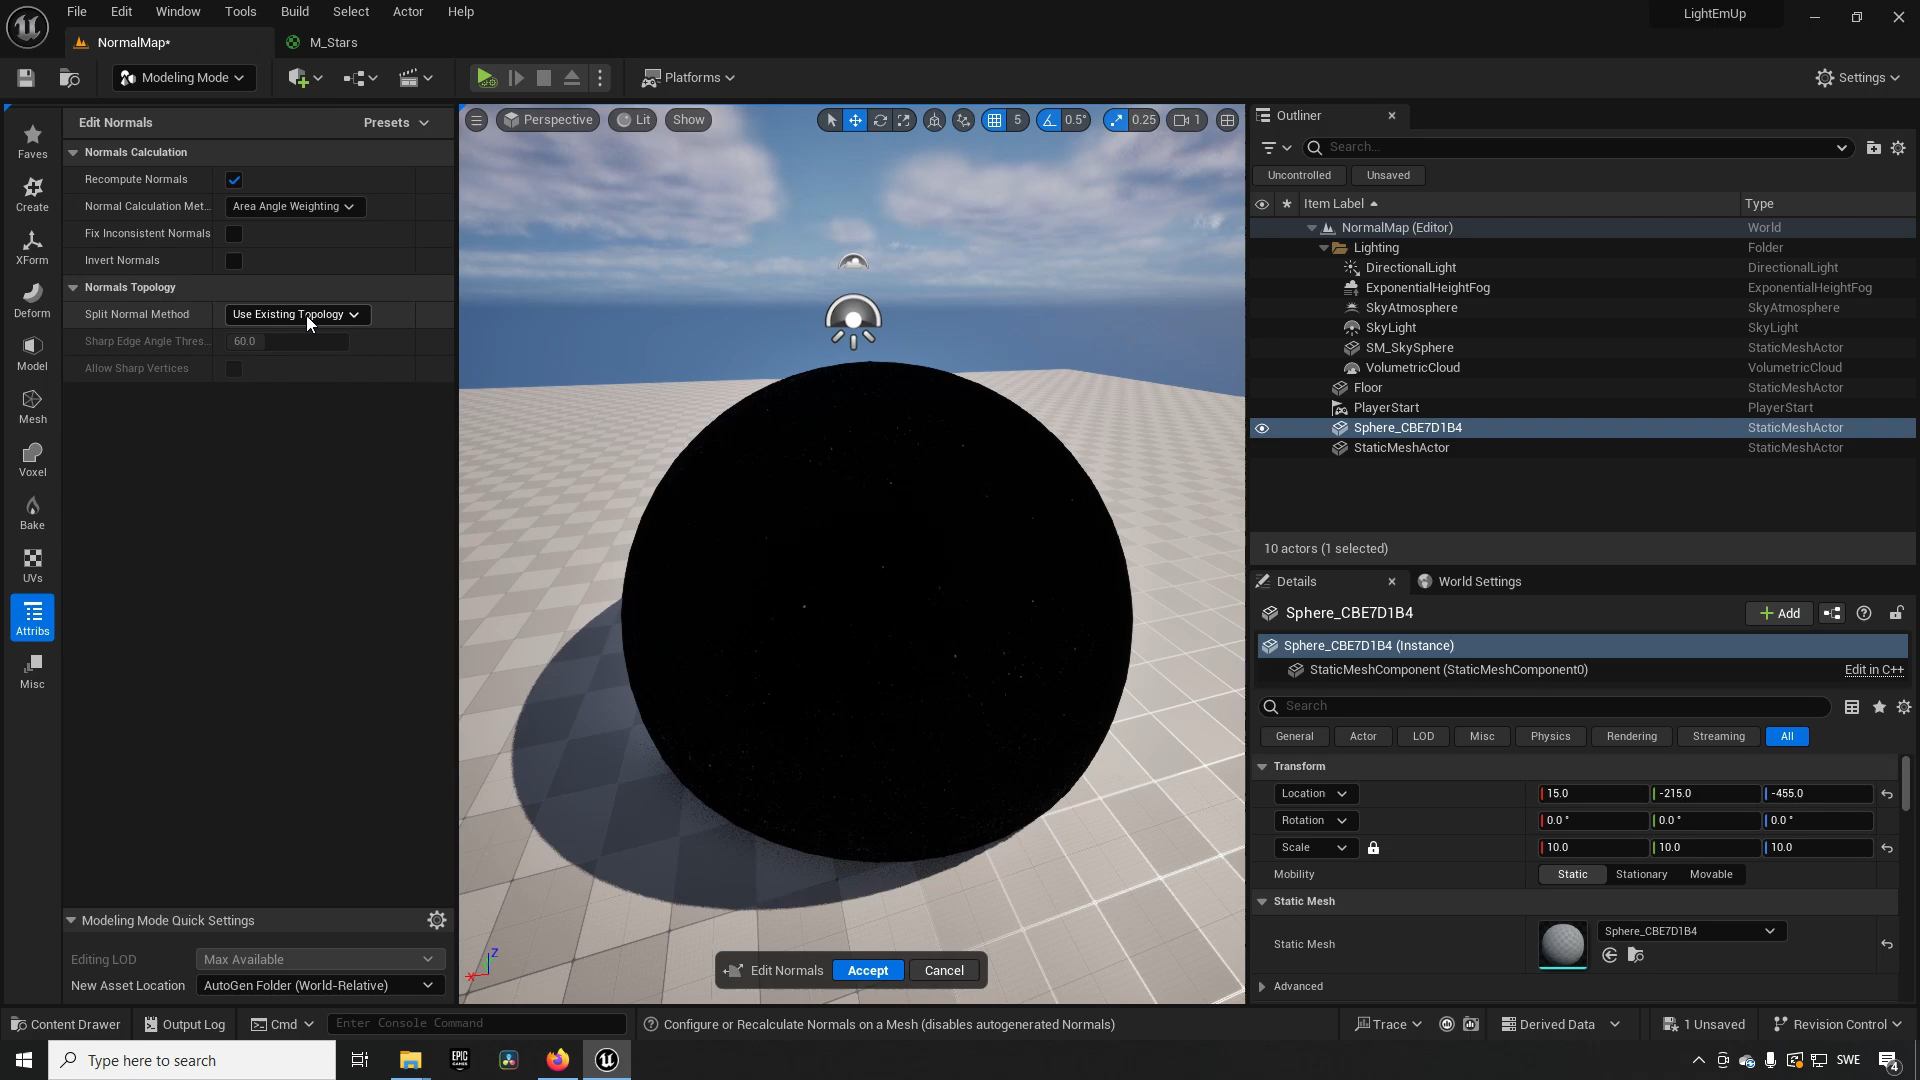 File Edit Window Tools Build Select Actor Help
LightEmUp
NormalMap*
M_Stars
Modeling Mode
Platforms
Settings
Faves
Create
XForm
Deform
Model
Mesh
Voxel
Bake
UVs
Attribs
Misc
Edit Normals
Presets
Normals Calculation
Recompute Normals
Normal Calculation Met...
Area Angle Weighting
Fix Inconsistent Normals
Invert Normals
Normals Topology
Split Normal Method
Use Existing Topology
Sharp Edge Angle Thres...
60.0
Allow Sharp Vertices
Modeling Mode Quick Settings
Editing LOD
Max Available
New Asset Location
AutoGen Folder (World-Relative)
Perspective
Lit
Show
5
0.5°
0.25
1
Z
X
Edit Normals
Accept
Cancel
Outliner
Search...
Uncontrolled
Unsaved
Item Label
Type
NormalMap (Editor)
World
Lighting
Folder
DirectionalLight
DirectionalLight
ExponentialHeightFog
ExponentialHeightFog
SkyAtmosphere
SkyAtmosphere
SkyLight
SkyLight
SM_SkySphere
StaticMeshActor
VolumetricCloud
VolumetricCloud
Floor
StaticMeshActor
PlayerStart
PlayerStart
Sphere_CBE7D1B4
StaticMeshActor
StaticMeshActor
StaticMeshActor
10 actors (1 selected)
Details
World Settings
Sphere_CBE7D1B4
Add
Sphere_CBE7D1B4 (Instance)
StaticMeshComponent (StaticMeshComponent0)
Edit in C++
Search
General
Actor
LOD
Misc
Physics
Rendering
Streaming
All
Transform
Location
15.0
-215.0
-455.0
Rotation
0.0 °
0.0 °
0.0 °
Scale
10.0
10.0
10.0
Mobility
Static
Stationary
Movable
Static Mesh
Static Mesh
Sphere_CBE7D1B4
Advanced
Content Drawer
Output Log
Cmd
Enter Console Command
Configure or Recalculate Normals on a Mesh (disables autogenerated Normals)
Trace
Derived Data
1 Unsaved
Revision Control
Type here to search
EPIC GAMES
SWE
4